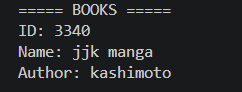 ===== BOOKS =====
ID: 3340
Name: jjk manga
Author: kashimoto